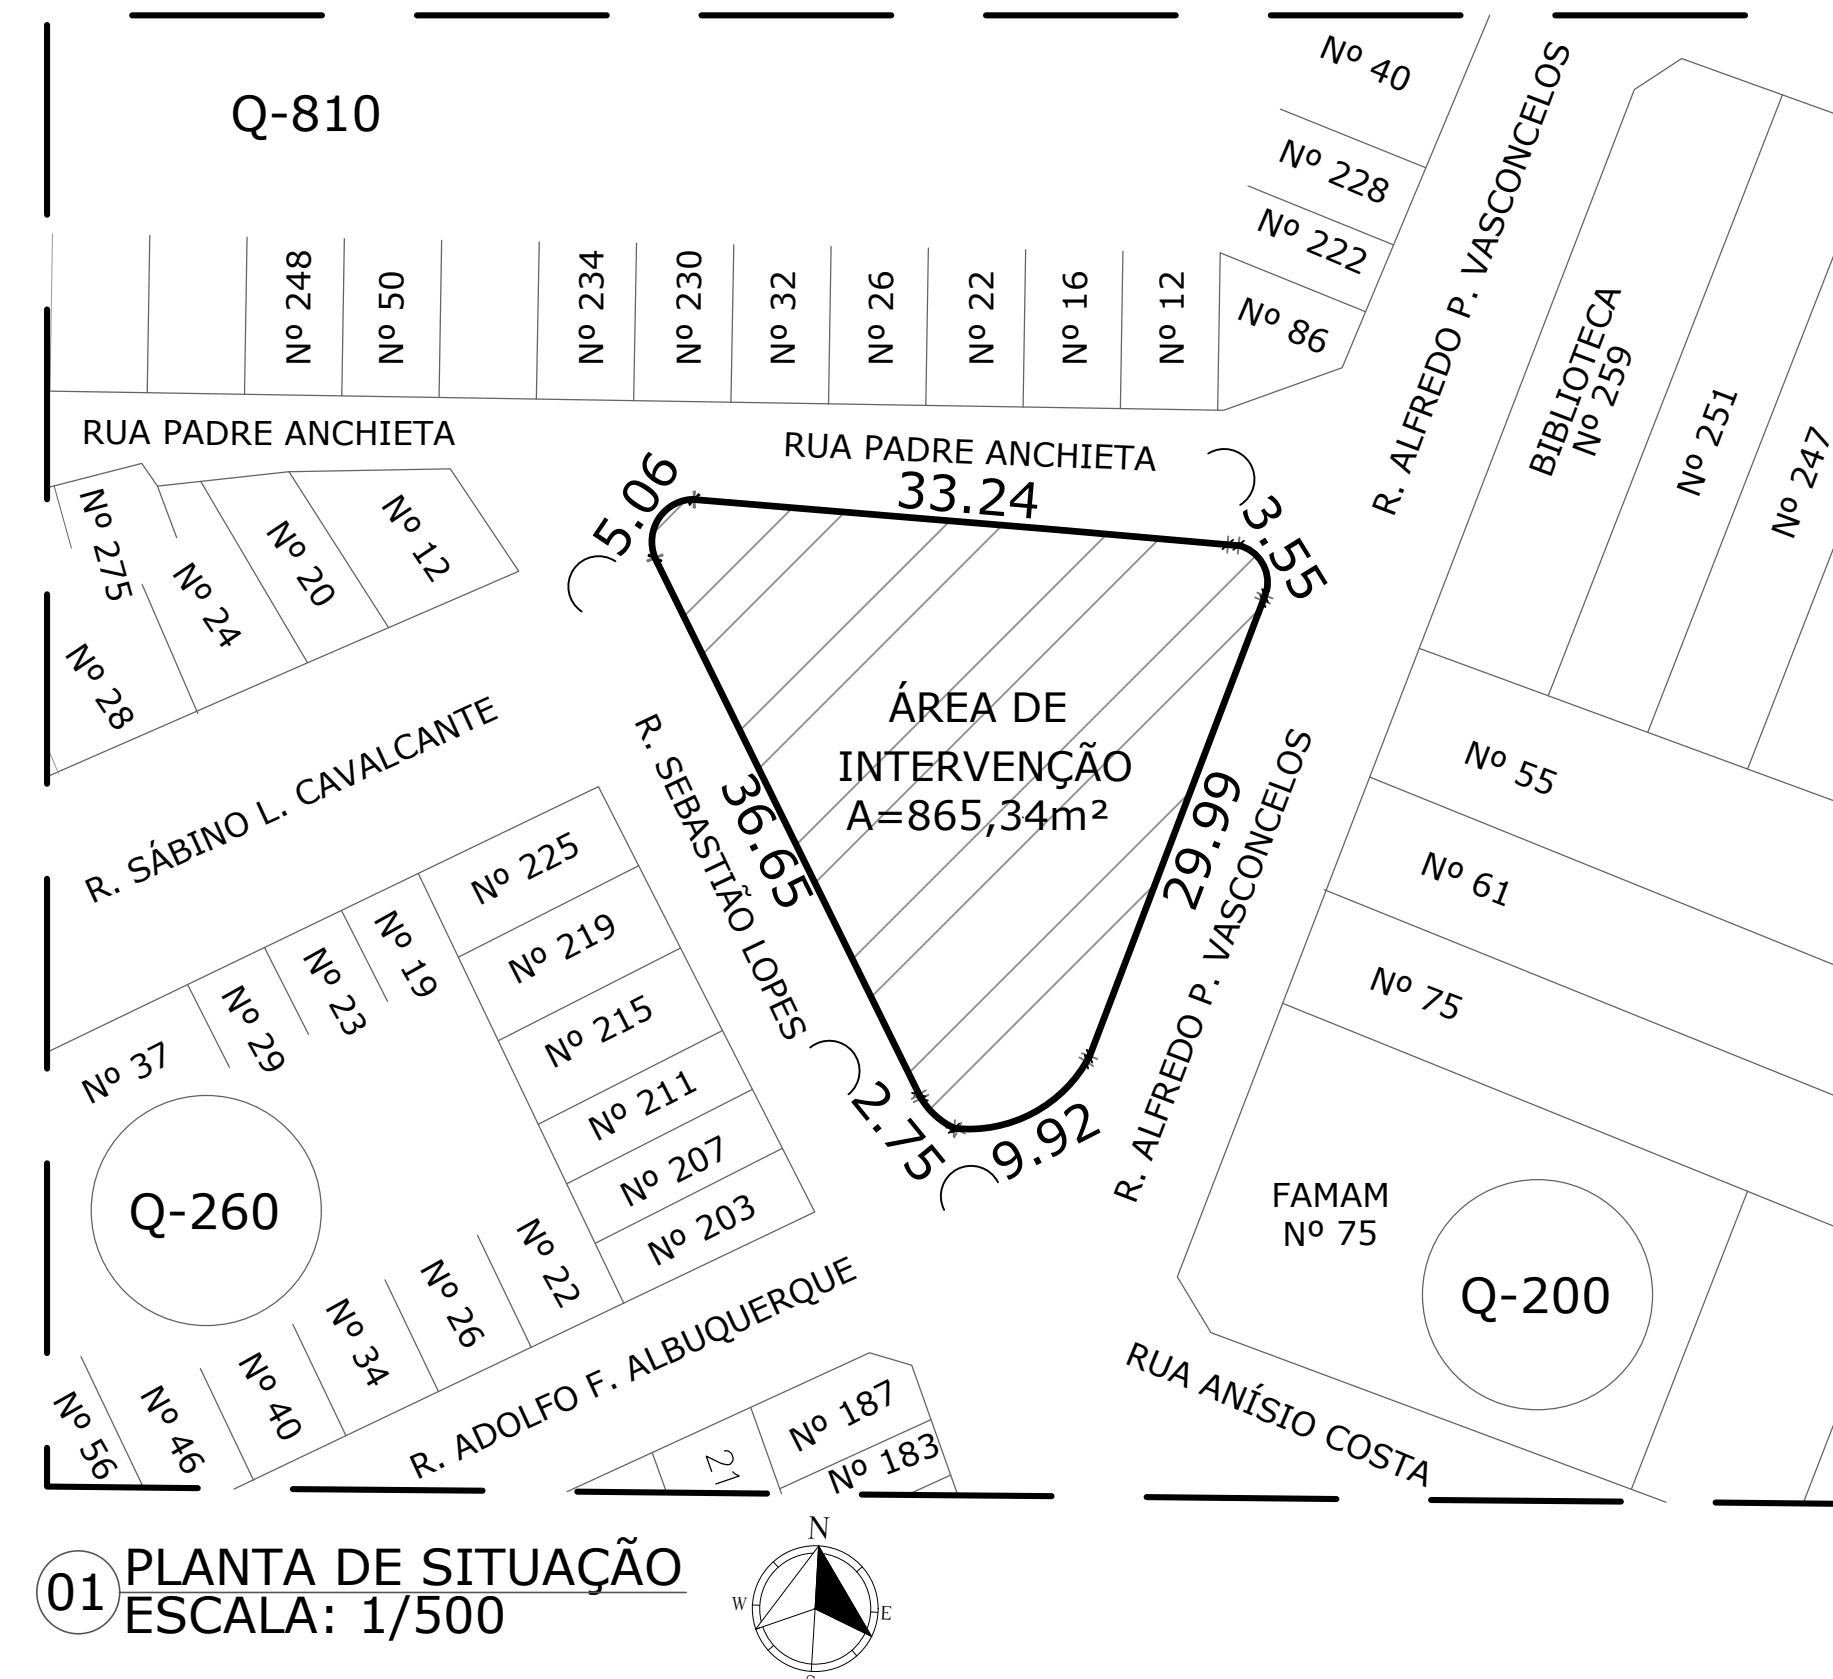 Q-810
Nº 40
Nº 228
Nº 222
Nº 86
R. ALFREDO P. VASCONCELOS
BIBLIOTECA
Nº 259
Nº 251
Nº 247
Nº 248
Nº 50
Nº 234
Nº 230
Nº 32
Nº 26
Nº 22
Nº 16
Nº 12
RUA PADRE ANCHIETA
RUA PADRE ANCHIETA
5.06
33.24
3.55
Nº 275
Nº 24
Nº 20
Nº 12
Nº 28
R. SÁBINO L. CAVALCANTE
R. SEBASTIÃO LOPES
36.65
ÁREA DE
INTERVENÇÃO
A=865,34m²
29.99
R. ALFREDO P. VASCONCELOS
2.75
9.92
Nº 55
Nº 61
Nº 75
Nº 225
Nº 219
Nº 215
Nº 211
Nº 207
Nº 203
Nº 19
Nº 23
Nº 29
Nº 37
Q-260
Nº 22
Nº 26
Nº 34
Nº 40
Nº 46
Nº 56
R. ADOLFO F. ALBUQUERQUE
21
Nº 187
Nº 183
FAMAM
Nº 75
Q-200
RUA ANÍSIO COSTA
01
PLANTA DE SITUAÇÃO
ESCALA: 1/500
N
W
E
S